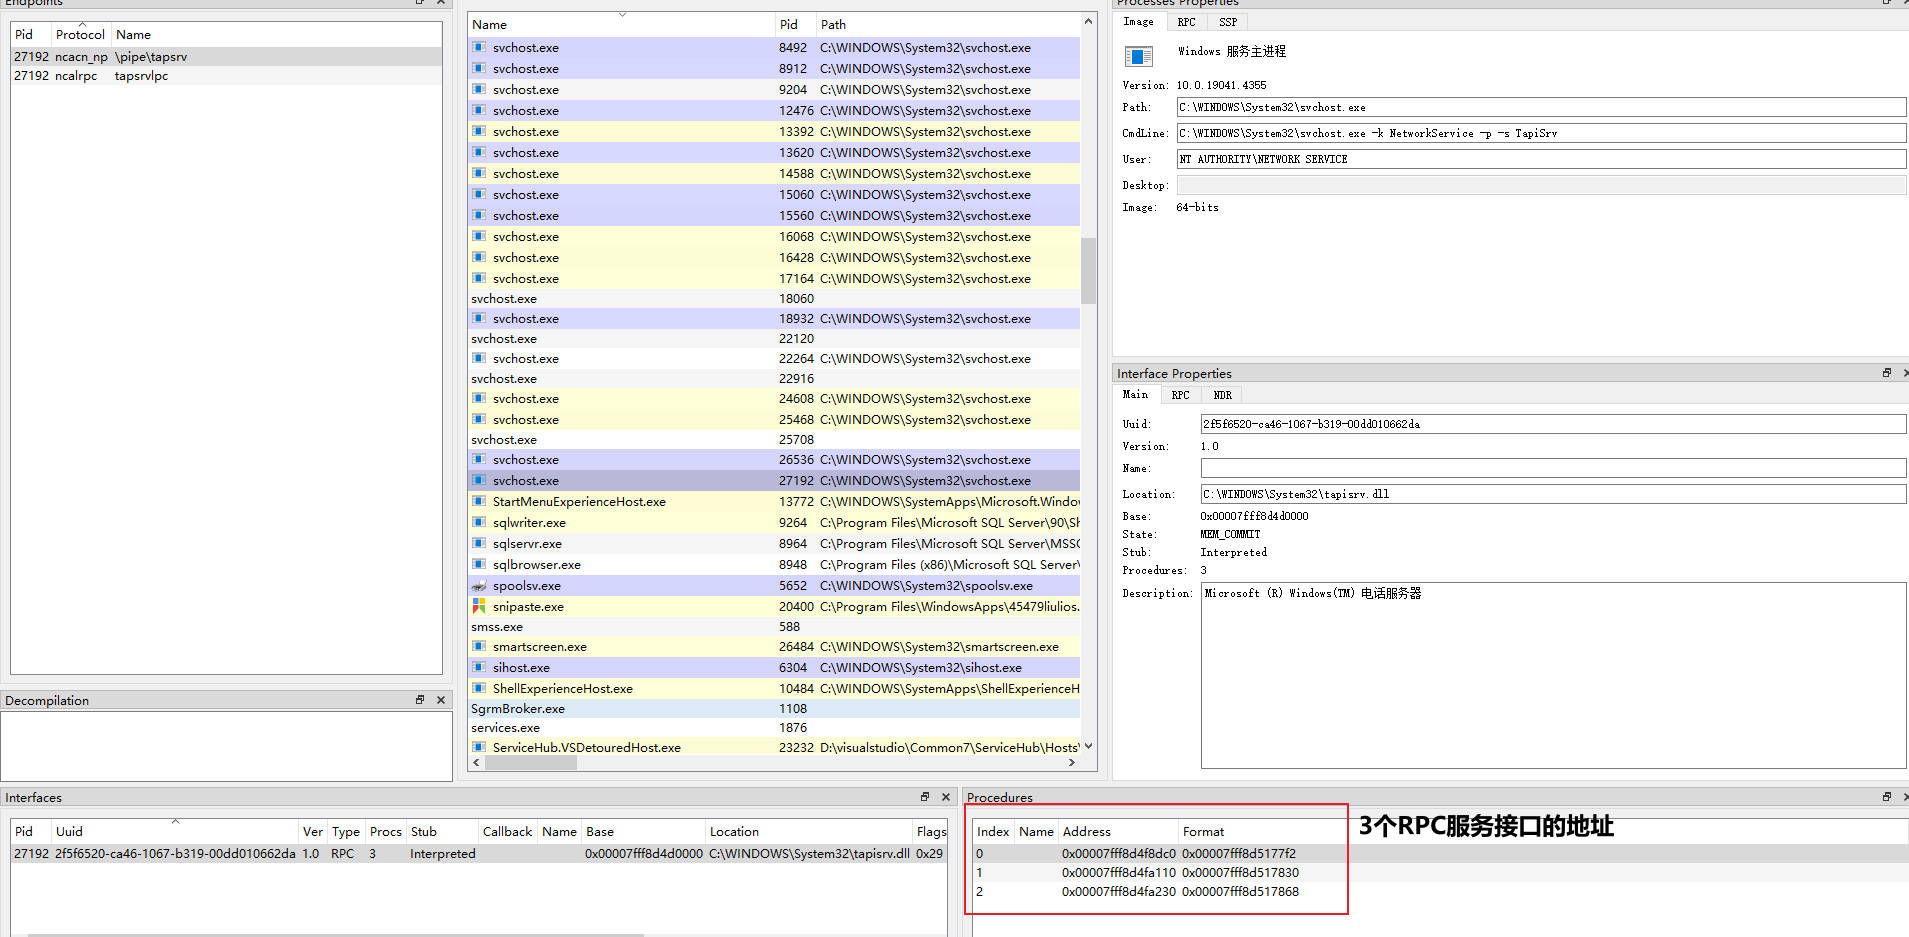 Endpoints
Pid Protocol Name
27192 ncacn_np \pipe\tapsrv
27192 ncalrpc tapsrvlpc
Decompilation
Name Pid Path
svchost.exe 8492 C:\WINDOWS\System32\svchost.exe
svchost.exe 8912 C:\WINDOWS\System32\svchost.exe
svchost.exe 9204 C:\WINDOWS\System32\svchost.exe
svchost.exe 12476 C:\WINDOWS\System32\svchost.exe
svchost.exe 13392 C:\WINDOWS\System32\svchost.exe
svchost.exe 13620 C:\WINDOWS\System32\svchost.exe
svchost.exe 14588 C:\WINDOWS\System32\svchost.exe
svchost.exe 15060 C:\WINDOWS\System32\svchost.exe
svchost.exe 15560 C:\WINDOWS\System32\svchost.exe
svchost.exe 16068 C:\WINDOWS\System32\svchost.exe
svchost.exe 16428 C:\WINDOWS\System32\svchost.exe
svchost.exe 17164 C:\WINDOWS\System32\svchost.exe
svchost.exe 18060
svchost.exe 18932 C:\WINDOWS\System32\svchost.exe
svchost.exe 22120
svchost.exe 22264 C:\WINDOWS\System32\svchost.exe
svchost.exe 22916
svchost.exe 24608 C:\WINDOWS\System32\svchost.exe
svchost.exe 25468 C:\WINDOWS\System32\svchost.exe
svchost.exe 25708
svchost.exe 26536 C:\WINDOWS\System32\svchost.exe
svchost.exe 27192 C:\WINDOWS\System32\svchost.exe
StartMenuExperienceHost.exe 13772 C:\WINDOWS\SystemApps\Microsoft.Window
sqlwriter.exe 9264 C:\Program Files\Microsoft SQL Server\90\Sh
sqlservr.exe 8964 C:\Program Files\Microsoft SQL Server\MSSQ
sqlbrowser.exe 8948 C:\Program Files (x86)\Microsoft SQL Server\
spoolsv.exe 5652 C:\WINDOWS\System32\spoolsv.exe
snipaste.exe 20400 C:\Program Files\WindowsApps\45479liulios.
smss.exe 588
smartscreen.exe 26484 C:\WINDOWS\System32\smartscreen.exe
sihost.exe 6304 C:\WINDOWS\System32\sihost.exe
ShellExperienceHost.exe 10484 C:\WINDOWS\SystemApps\ShellExperienceH
SgrmBroker.exe 1108
services.exe 1876
ServiceHub.VSDetouredHost.exe 23232 D:\visualstudio\Common7\ServiceHub\Hosts\
Processes Properties
Image RPC SSP
Windows 服务主进程
Version: 10.0.19041.4355
Path: C:\WINDOWS\System32\svchost.exe
CmdLine: C:\WINDOWS\System32\svchost.exe -k NetworkService -p -s TapiSrv
User: NT AUTHORITY\NETWORK SERVICE
Desktop:
Image: 64-bits
Interface Properties
Main RPC NDR
Uuid: 2f5f6520-ca46-1067-b319-00dd010662da
Version: 1.0
Name:
Location: C:\WINDOWS\System32\tapisrv.dll
Base: 0x00007fff8d4d0000
State: MEM_COMMIT
Stub: Interpreted
Procedures: 3
Description: Microsoft (R) Windows(TM) 电话服务器
Interfaces
Pid Uuid Ver Type Procs Stub Callback Name Base Location Flags
27192 2f5f6520-ca46-1067-b319-00dd010662da 1.0 RPC 3 Interpreted 0x00007fff8d4d0000 C:\WINDOWS\System32\tapisrv.dll 0x29
Procedures
Index Name Address Format
0 0x00007fff8d4f8dc0 0x00007fff8d5177f2
1 0x00007fff8d4fa110 0x00007fff8d517830
2 0x00007fff8d4fa230 0x00007fff8d517868
3个RPC服务接口的地址